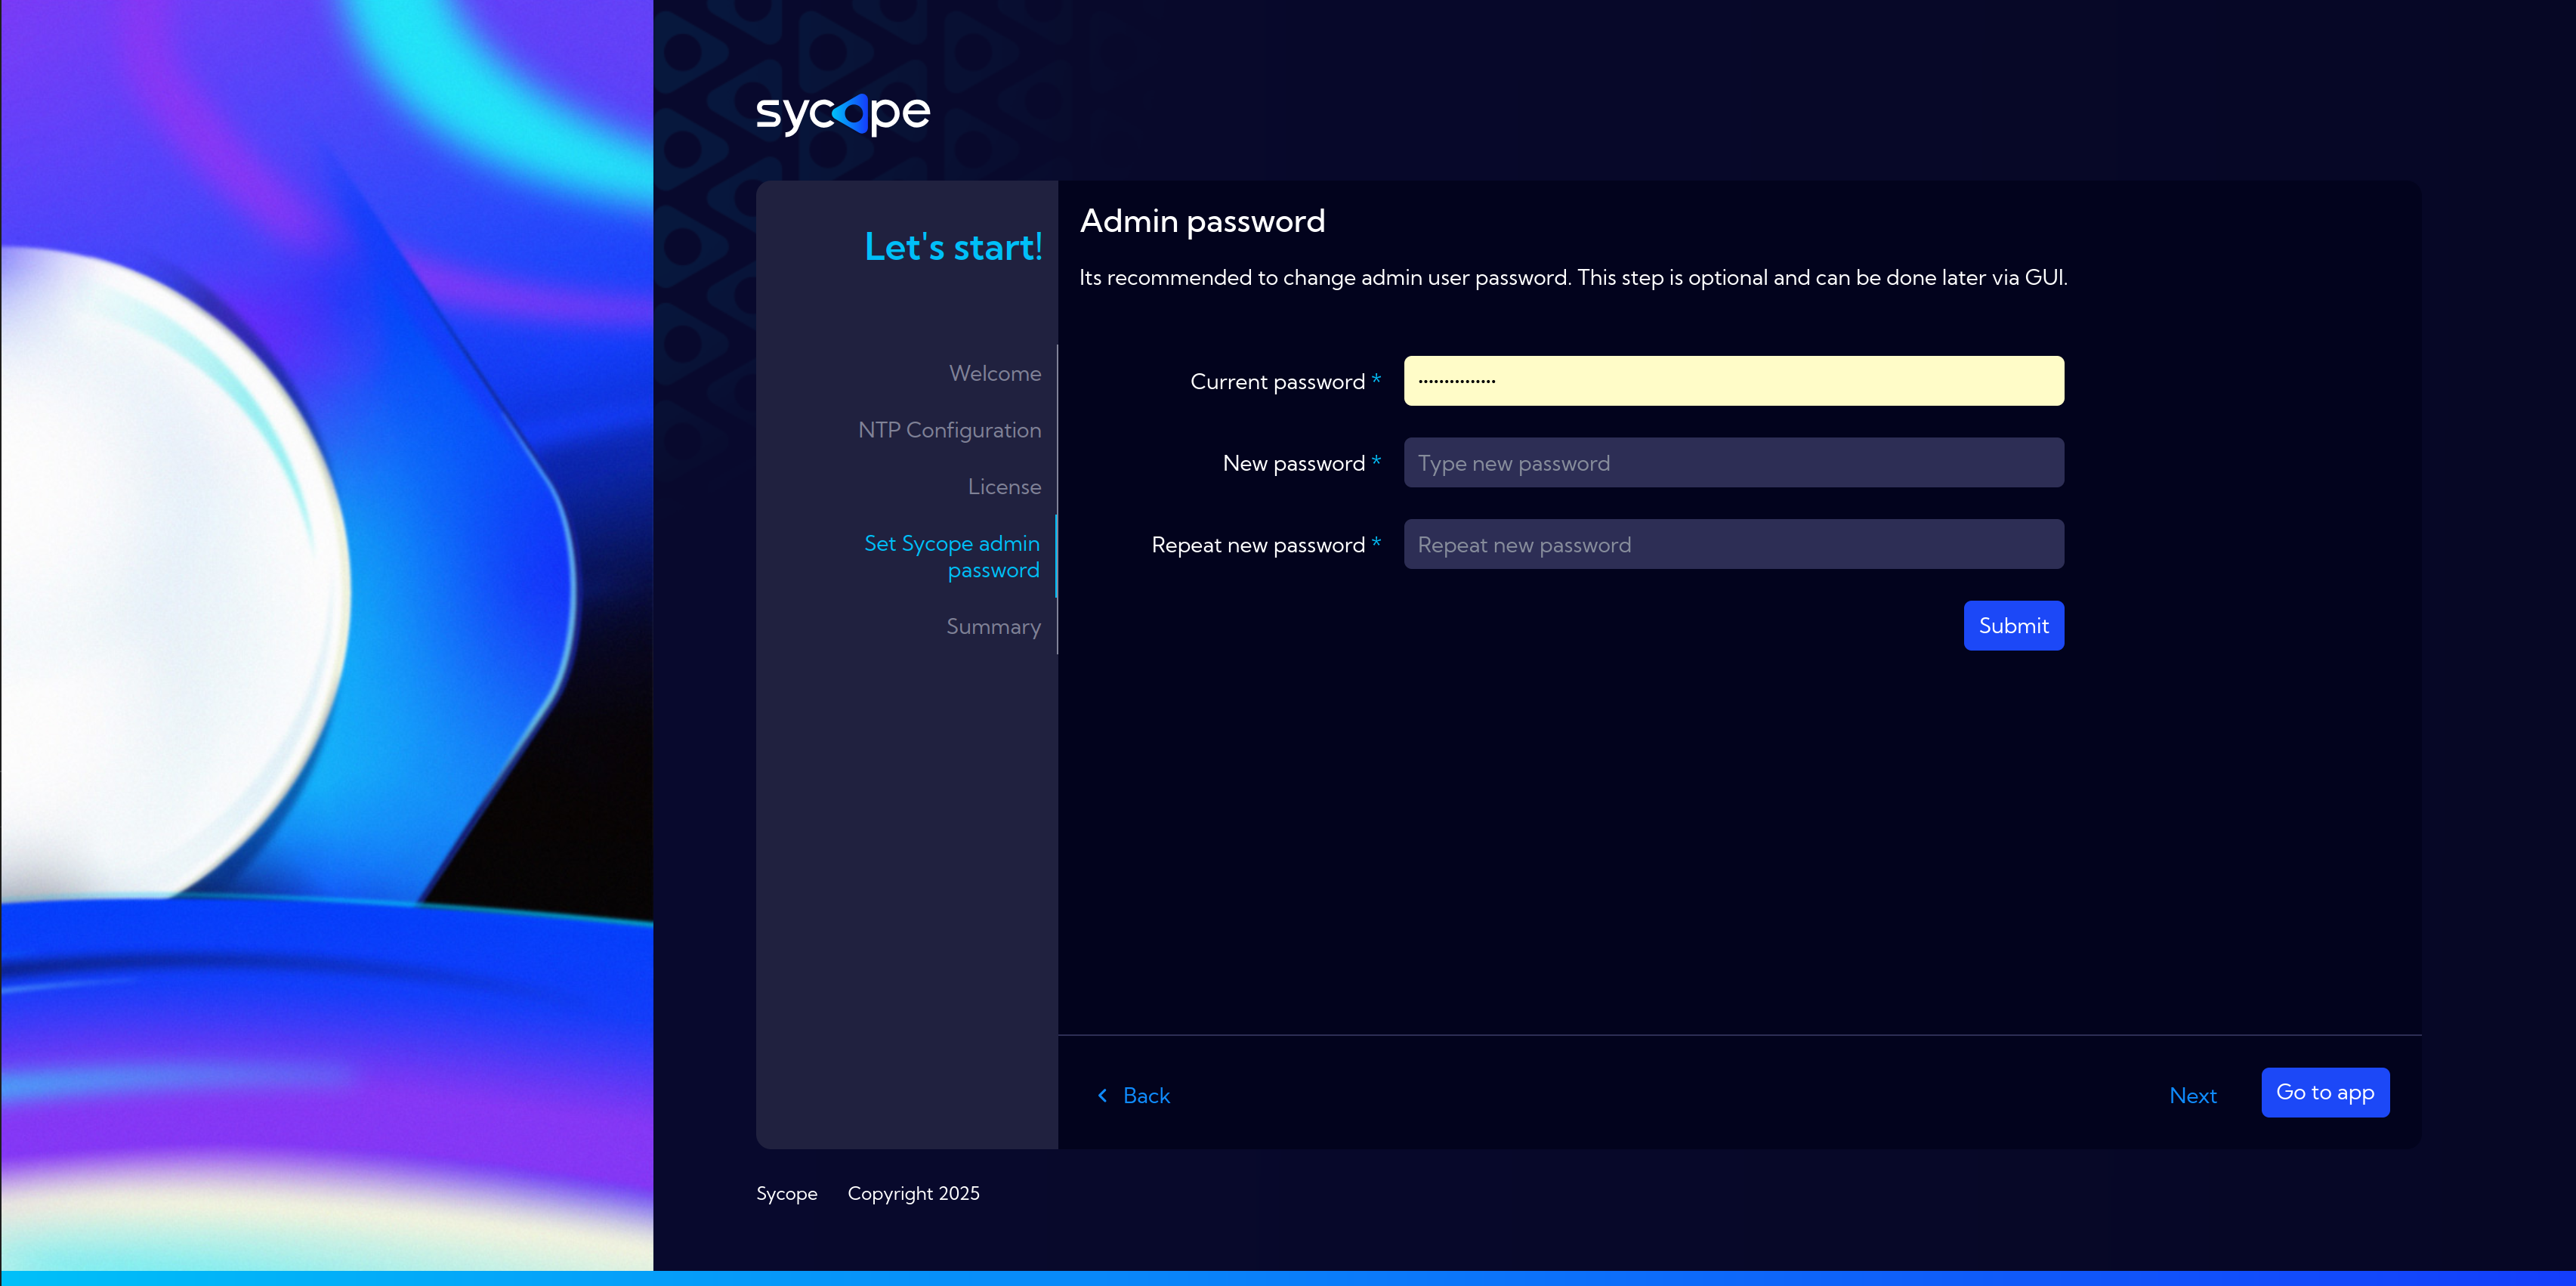 sycope
Let's start!
Welcome
NTP Configuration
License
Set Sycope admin
password
Summary
Admin password
Its recommended to change admin user password. This step is optional and can be done later via GUI.
Current password *
•••••••••••••••
New password *
Type new password
Repeat new password *
Repeat new password
Submit
Back
Next
Go to app
Sycope Copyright 2025